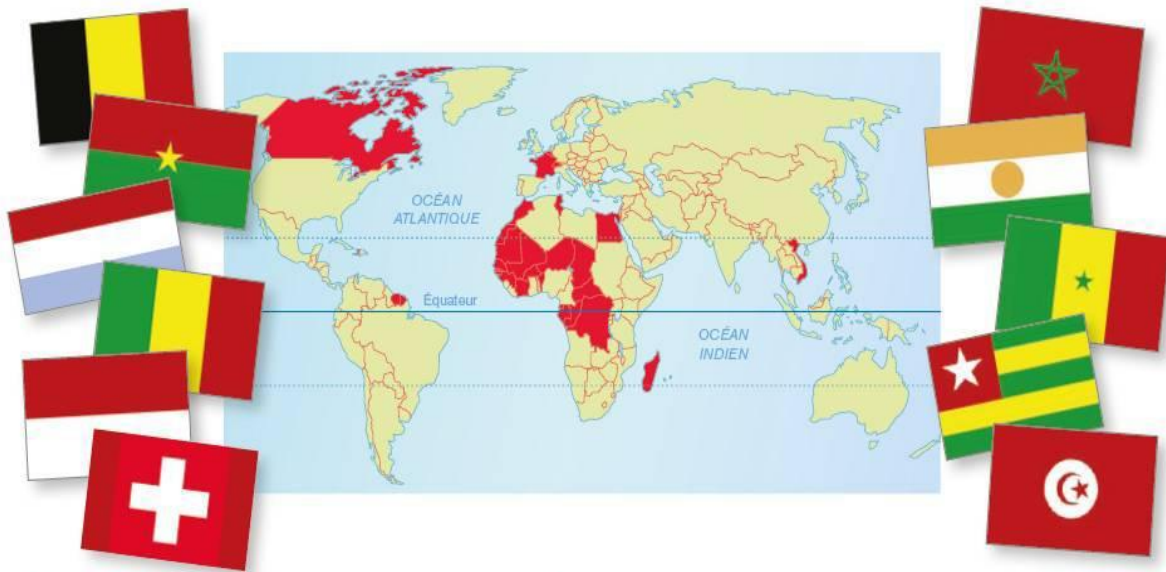 OCÉAN
ATLANTIQUE
Équateur
OCÉAN
INDIEN